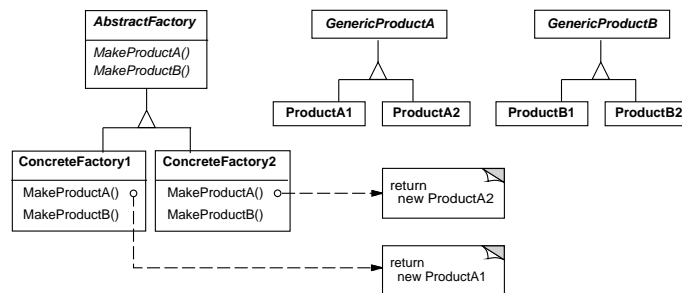 AbstractFactory
MakeProductA()
MakeProductB()
GenericProductA
ProductA1
ProductA2
GenericProductB
ProductB1
ProductB2
ConcreteFactory1
MakeProductA()
MakeProductB()
ConcreteFactory2
MakeProductA()
MakeProductB()
return
new ProductA2
return
new ProductA1